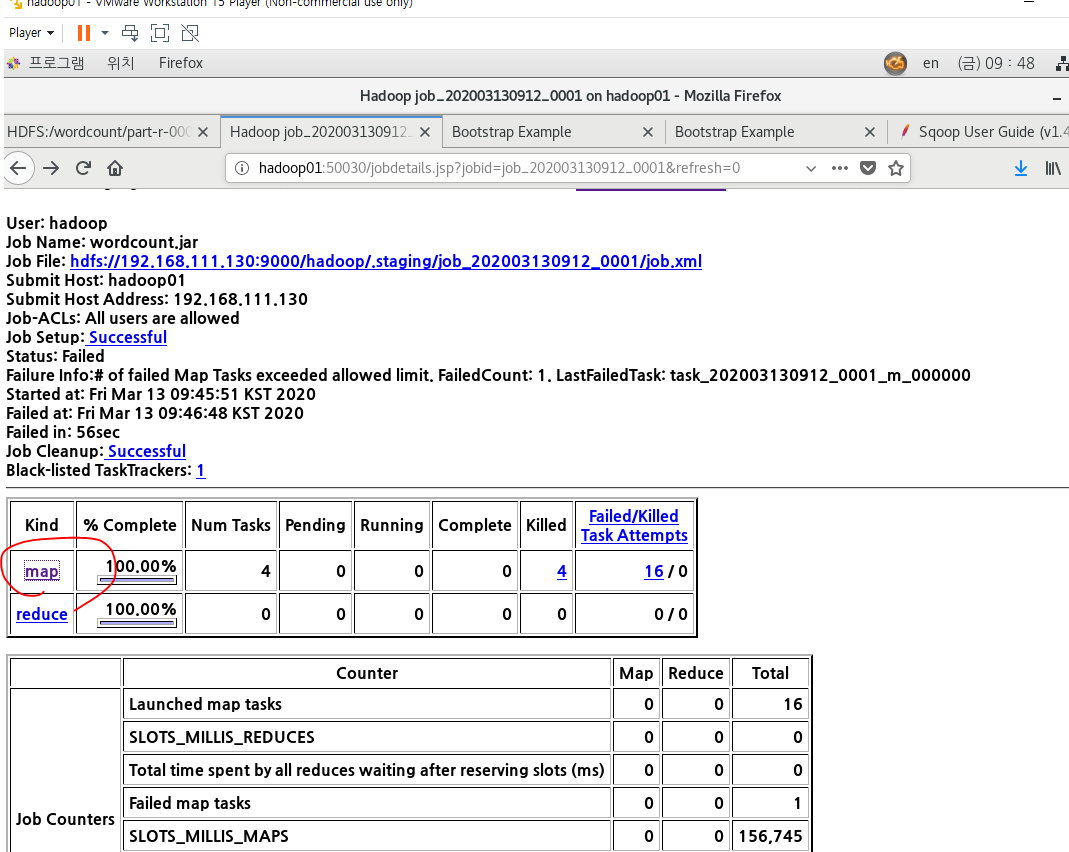 hadoop01 - VMware Workstation 15 Player (Non-commercial use only)
Player
프로그램 위치 Firefox en (금) 09 : 48
Hadoop job_202003130912_0001 on hadoop01 - Mozilla Firefox
HDFS:/wordcount/part-r-000 Hadoop job_202003130912_ Bootstrap Example Bootstrap Example Sqoop User Guide (v1.4
hadoop01:50030/jobdetails.jsp?jobid=job_202003130912_0001&refresh=0
User: hadoop
Job Name: wordcount.jar
Job File: hdfs://192.168.111.130:9000/hadoop/.staging/job_202003130912_0001/job.xml
Submit Host: hadoop01
Submit Host Address: 192.168.111.130
Job-ACLs: All users are allowed
Job Setup: Successful
Status: Failed
Failure Info:# of failed Map Tasks exceeded allowed limit. FailedCount: 1. LastFailedTask: task_202003130912_0001_m_000000
Started at: Fri Mar 13 09:45:51 KST 2020
Failed at: Fri Mar 13 09:46:48 KST 2020
Failed in: 56sec
Job Cleanup: Successful
Black-listed TaskTrackers: 1
Kind % Complete Num Tasks Pending Running Complete Killed Failed/Killed
Task Attempts
map 100.00% 4 0 0 0 4 16 / 0
reduce 100.00% 0 0 0 0 0 0 / 0
Counter Map Reduce Total
Job Counters
Launched map tasks 0 0 16
SLOTS_MILLIS_REDUCES 0 0 0
Total time spent by all reduces waiting after reserving slots (ms) 0 0 0
Failed map tasks 0 0 1
SLOTS_MILLIS_MAPS 0 0 156,745